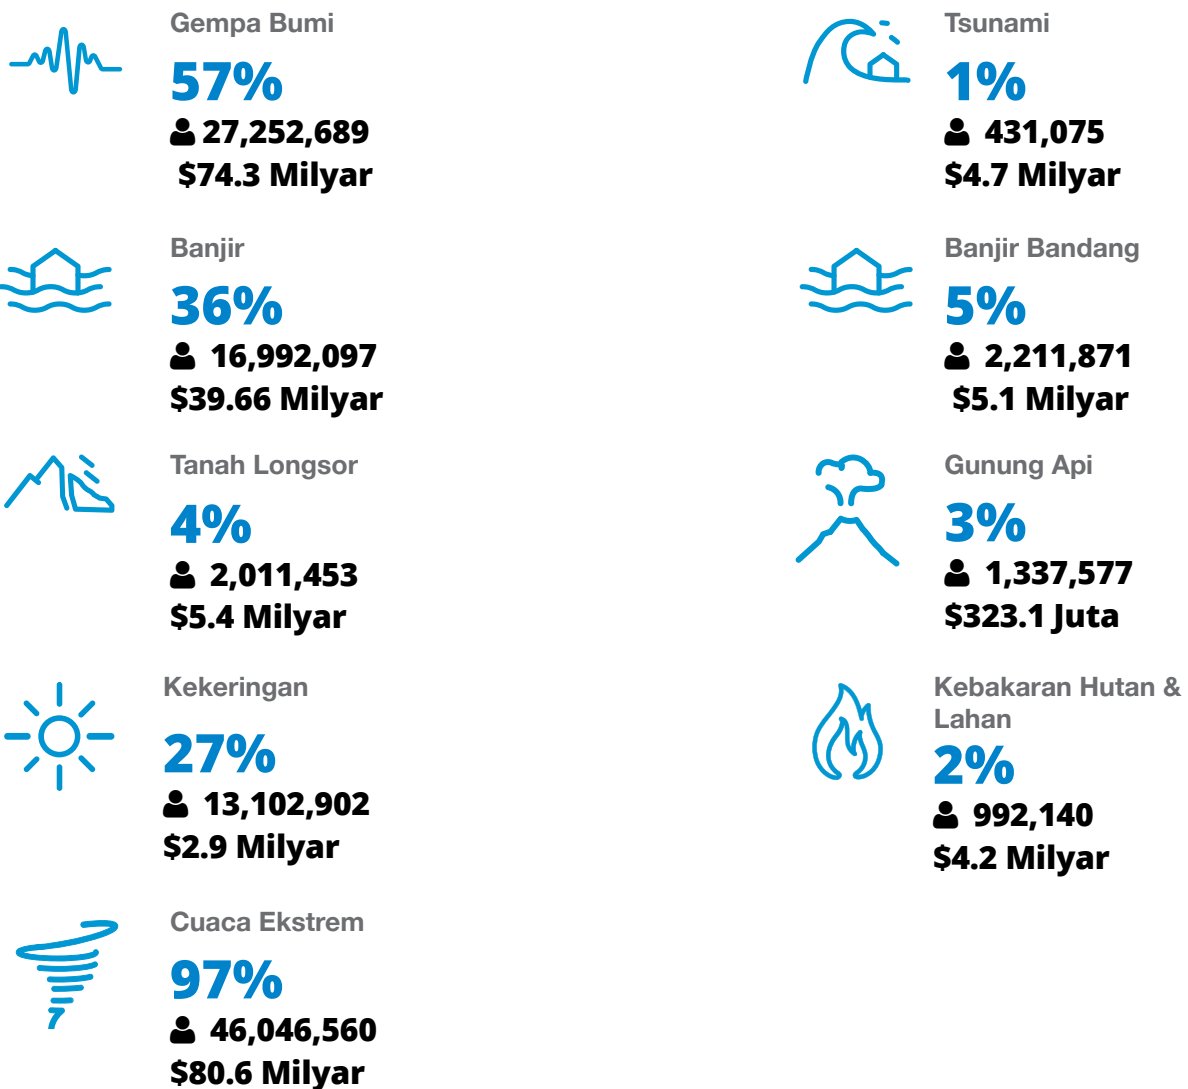 Gempa Bumi
57%
27,252,689
$74.3 Milyar
Tsunami
1%
431,075
$4.7 Milyar
Banjir
36%
16,992,097
$39.66 Milyar
Banjir Bandang
5%
2,211,871
$5.1 Milyar
Tanah Longsor
4%
2,011,453
$5.4 Milyar
Gunung Api
3%
1,337,577
$323.1 Juta
Kekeringan
27%
13,102,902
$2.9 Milyar
Kebakaran Hutan &
Lahan
2%
992,140
$4.2 Milyar
Cuaca Ekstrem
97%
46,046,560
$80.6 Milyar